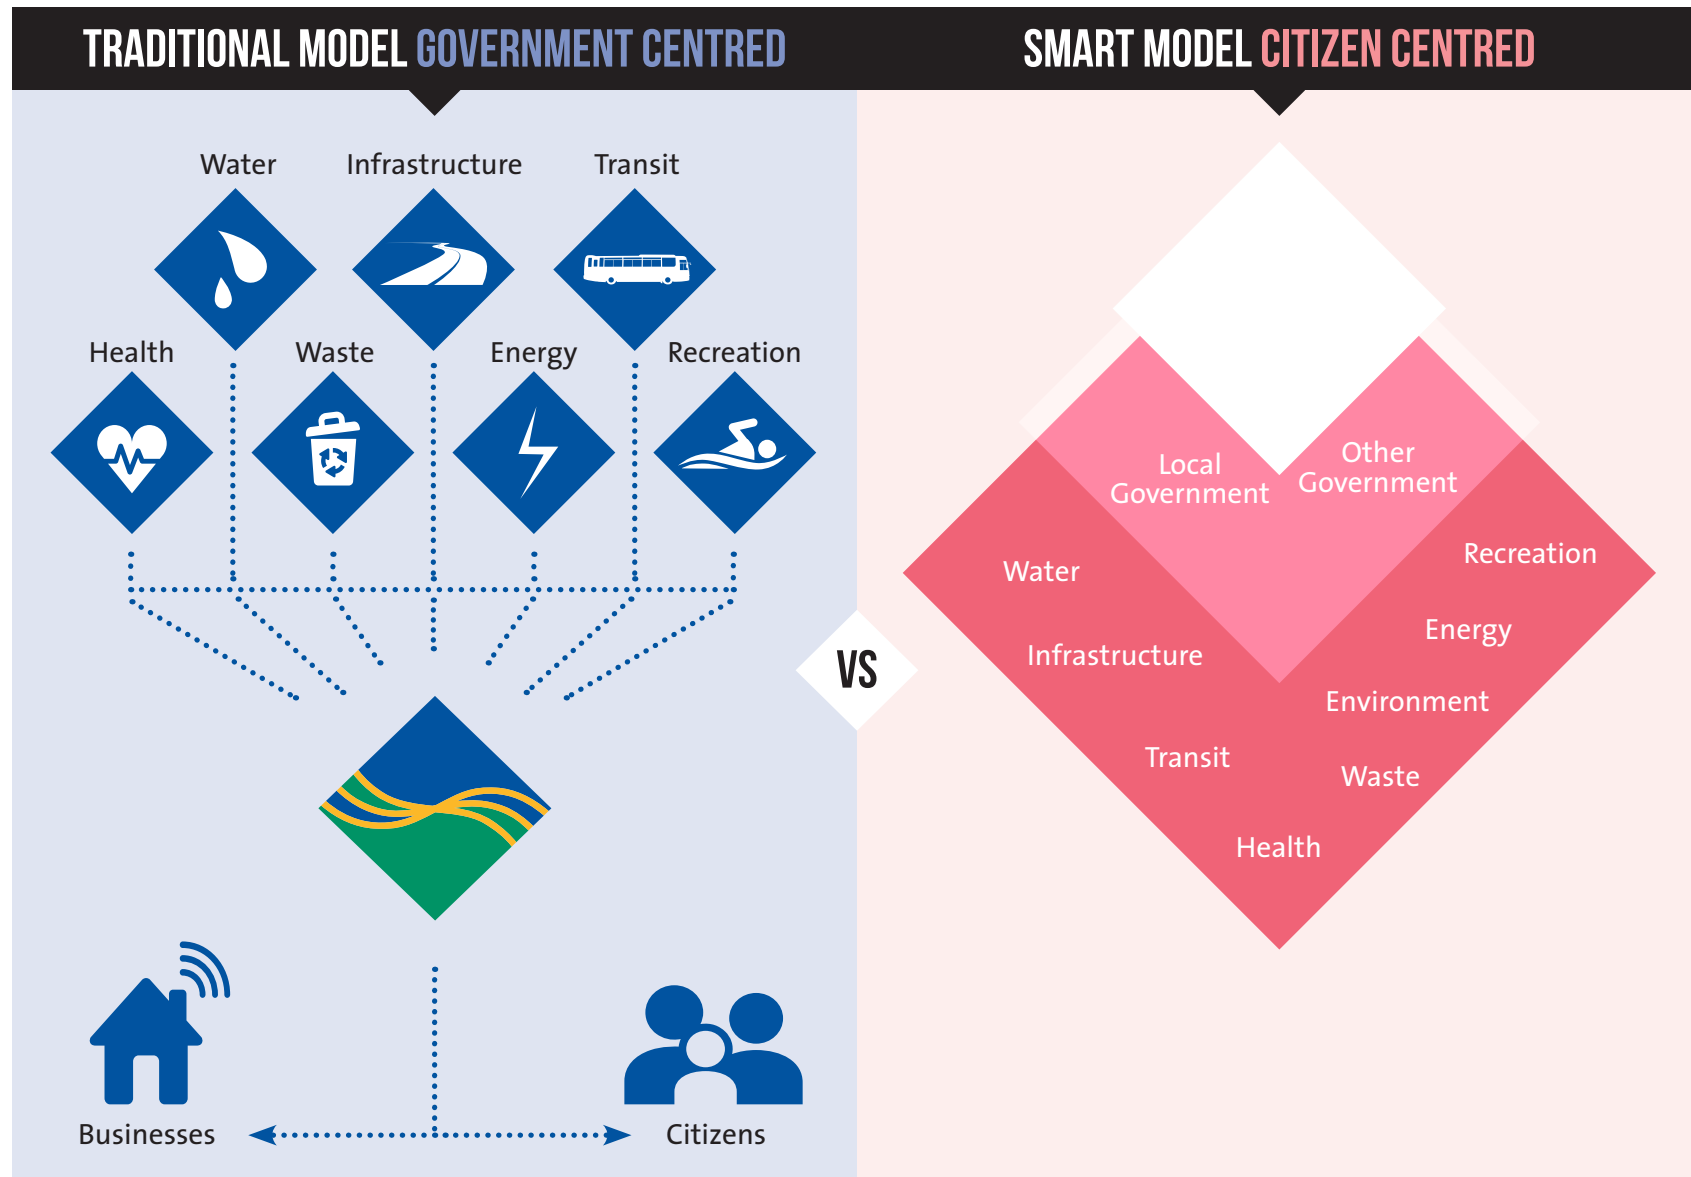 TRADITIONAL MODEL GOVERNMENT CENTRED
Water
Infrastructure
Transit
Health
Waste
Energy
Recreation
Businesses
Citizens
VS
SMART MODEL CITIZEN CENTRED
Local
Government
Other
Government
Water
Recreation
Infrastructure
Energy
Environment
Transit
Waste
Health